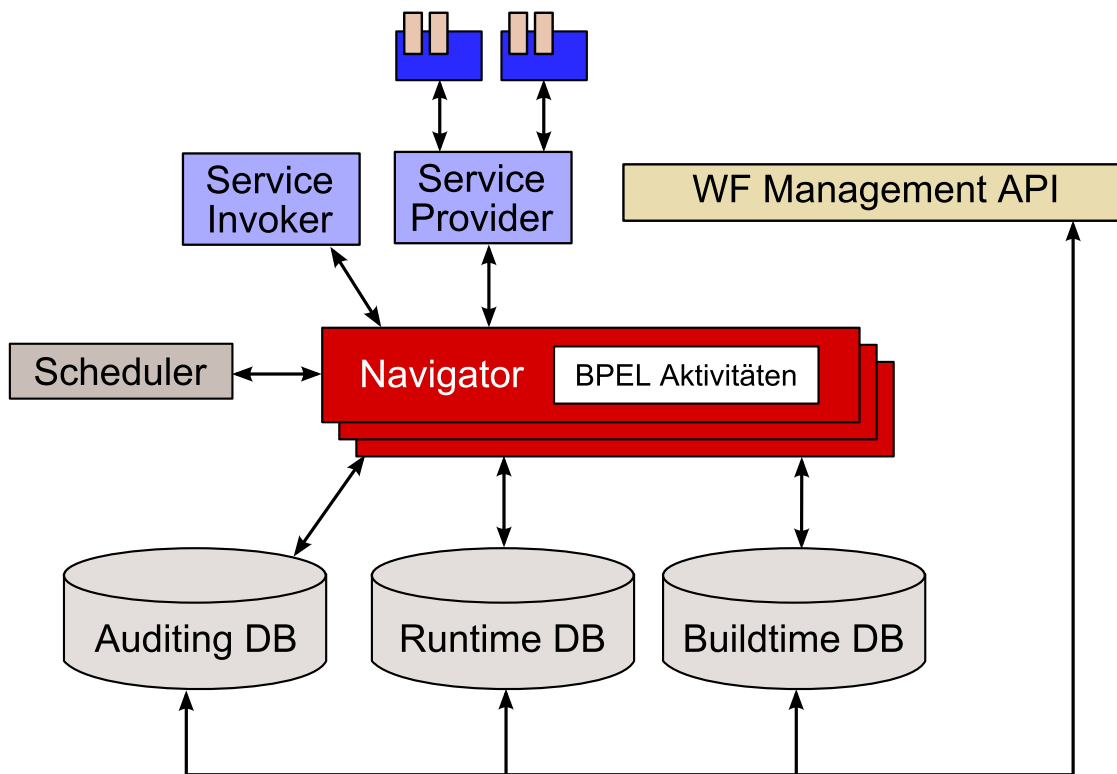 Service
Invoker
Service
Provider
WF Management API
Scheduler
Navigator
BPEL Aktivitäten
Auditing DB
Runtime DB
Buildtime DB